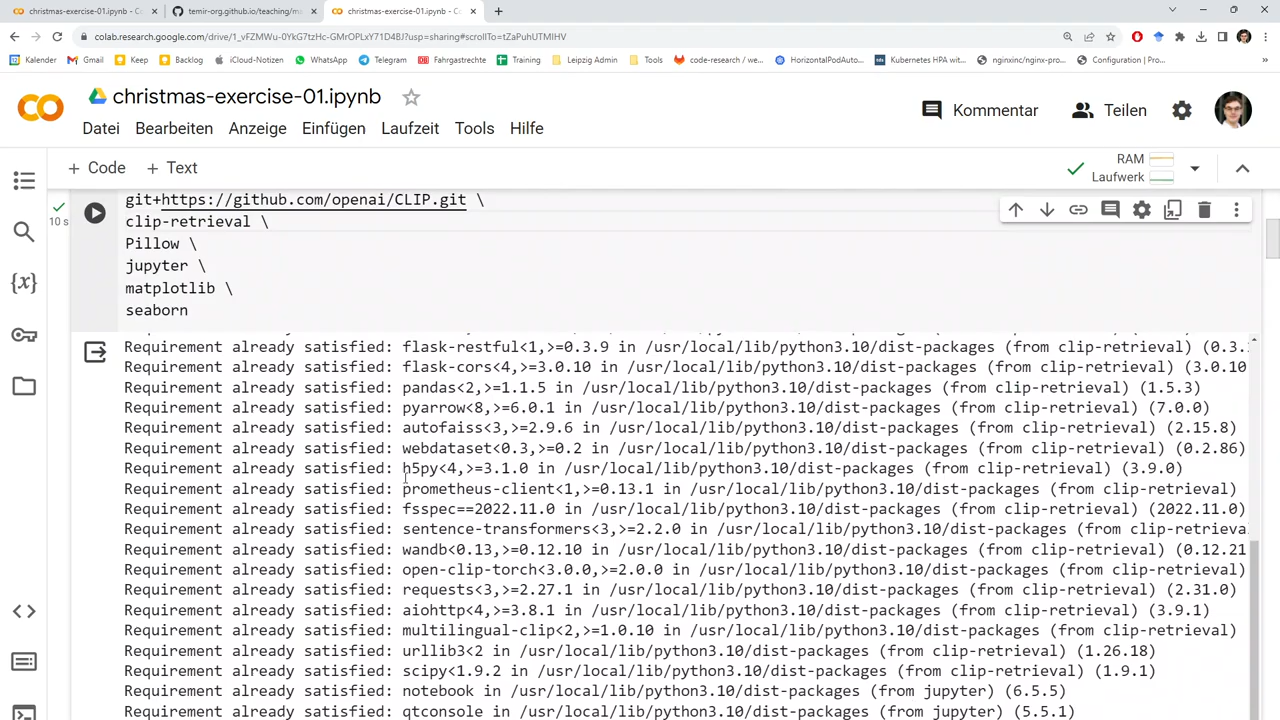 christmas-exercise-01.ipynb - C
temir-org.github.io/teaching/mu
christmas-exercise-01.ipynb - C
colab.research.google.com/drive/1_vFZMWu-0YkG7tzHc-GMrOPLxY71D4BJ?usp=sharing#scrollTo=tZaPuhUTMIHV
Kalender Gmail Keep Backlog iCloud-Notizen WhatsApp Telegram Fahrgastrechte Training Leipzig Admin Tools code-research / we... HorizontalPodAuto... Kubernetes HPA wit... nginxinc/nginx-pro... Configuration | Pro...
christmas-exercise-01.ipynb
Kommentar Teilen
Datei Bearbeiten Anzeige Einfügen Laufzeit Tools Hilfe
+ Code + Text
RAM
Laufwerk
10 s
git+https://github.com/openai/CLIP.git \
clip-retrieval \
Pillow \
jupyter \
matplotlib \
seaborn
Requirement already satisfied: flask-restful<1,>=0.3.9 in /usr/local/lib/python3.10/dist-packages (from clip-retrieval) (0.3.
Requirement already satisfied: flask-cors<4,>=3.0.10 in /usr/local/lib/python3.10/dist-packages (from clip-retrieval) (3.0.10
Requirement already satisfied: pandas<2,>=1.1.5 in /usr/local/lib/python3.10/dist-packages (from clip-retrieval) (1.5.3)
Requirement already satisfied: pyarrow<8,>=6.0.1 in /usr/local/lib/python3.10/dist-packages (from clip-retrieval) (7.0.0)
Requirement already satisfied: autofaiss<3,>=2.9.6 in /usr/local/lib/python3.10/dist-packages (from clip-retrieval) (2.15.8)
Requirement already satisfied: webdataset<0.3,>=0.2 in /usr/local/lib/python3.10/dist-packages (from clip-retrieval) (0.2.86)
Requirement already satisfied: h5py<4,>=3.1.0 in /usr/local/lib/python3.10/dist-packages (from clip-retrieval) (3.9.0)
Requirement already satisfied: prometheus-client<1,>=0.13.1 in /usr/local/lib/python3.10/dist-packages (from clip-retrieval)
Requirement already satisfied: fsspec==2022.11.0 in /usr/local/lib/python3.10/dist-packages (from clip-retrieval) (2022.11.0)
Requirement already satisfied: sentence-transformers<3,>=2.2.0 in /usr/local/lib/python3.10/dist-packages (from clip-retrieval
Requirement already satisfied: wandb<0.13,>=0.12.10 in /usr/local/lib/python3.10/dist-packages (from clip-retrieval) (0.12.21
Requirement already satisfied: open-clip-torch<3.0.0,>=2.0.0 in /usr/local/lib/python3.10/dist-packages (from clip-retrieval)
Requirement already satisfied: requests<3,>=2.27.1 in /usr/local/lib/python3.10/dist-packages (from clip-retrieval) (2.31.0)
Requirement already satisfied: aiohttp<4,>=3.8.1 in /usr/local/lib/python3.10/dist-packages (from clip-retrieval) (3.9.1)
Requirement already satisfied: multilingual-clip<2,>=1.0.10 in /usr/local/lib/python3.10/dist-packages (from clip-retrieval)
Requirement already satisfied: urllib3<2 in /usr/local/lib/python3.10/dist-packages (from clip-retrieval) (1.26.18)
Requirement already satisfied: scipy<1.9.2 in /usr/local/lib/python3.10/dist-packages (from clip-retrieval) (1.9.1)
Requirement already satisfied: notebook in /usr/local/lib/python3.10/dist-packages (from jupyter) (6.5.5)
Requirement already satisfied: qtconsole in /usr/local/lib/python3.10/dist-packages (from jupyter) (5.5.1)